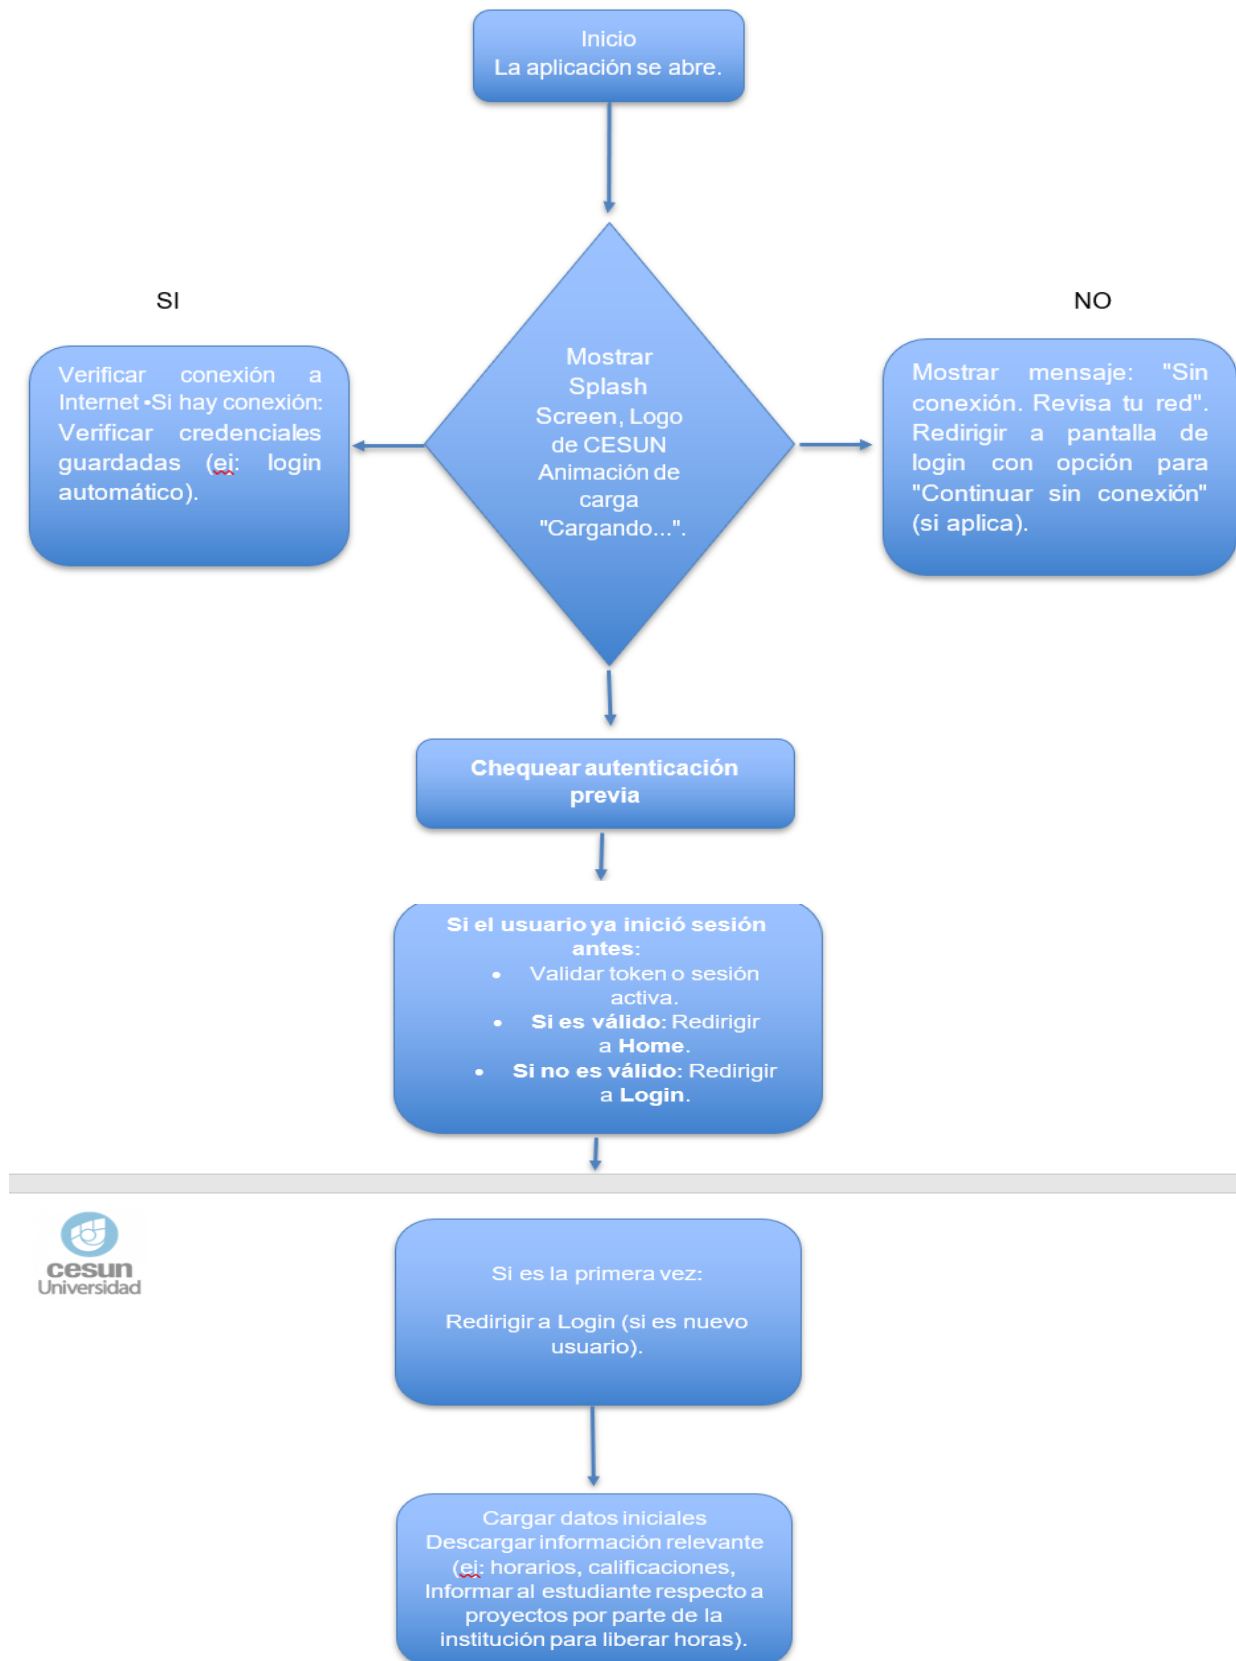 Inicio
La aplicación se abre.
SI
NO
Verificar conexión a
Internet •Si hay conexión:
Verificar credenciales
guardadas (ej: login
automático).
Mostrar
Splash
Screen, Logo
de CESUN
Animación de
carga
"Cargando...".
Mostrar mensaje: "Sin
conexión. Revisa tu red".
Redirigir a pantalla de
login con opción para
"Continuar sin conexión"
(si aplica).
Chequear autenticación
previa
Si el usuario ya inició sesión
antes:
• Validar token o sesión
activa.
• Si es válido: Redirigir
a Home.
• Si no es válido: Redirigir
a Login.
cesun
Universidad
Si es la primera vez:
Redirigir a Login (si es nuevo
usuario).
Cargar datos iniciales
Descargar información relevante
(ej: horarios, calificaciones,
Informar al estudiante respecto a
proyectos por parte de la
institución para liberar horas).